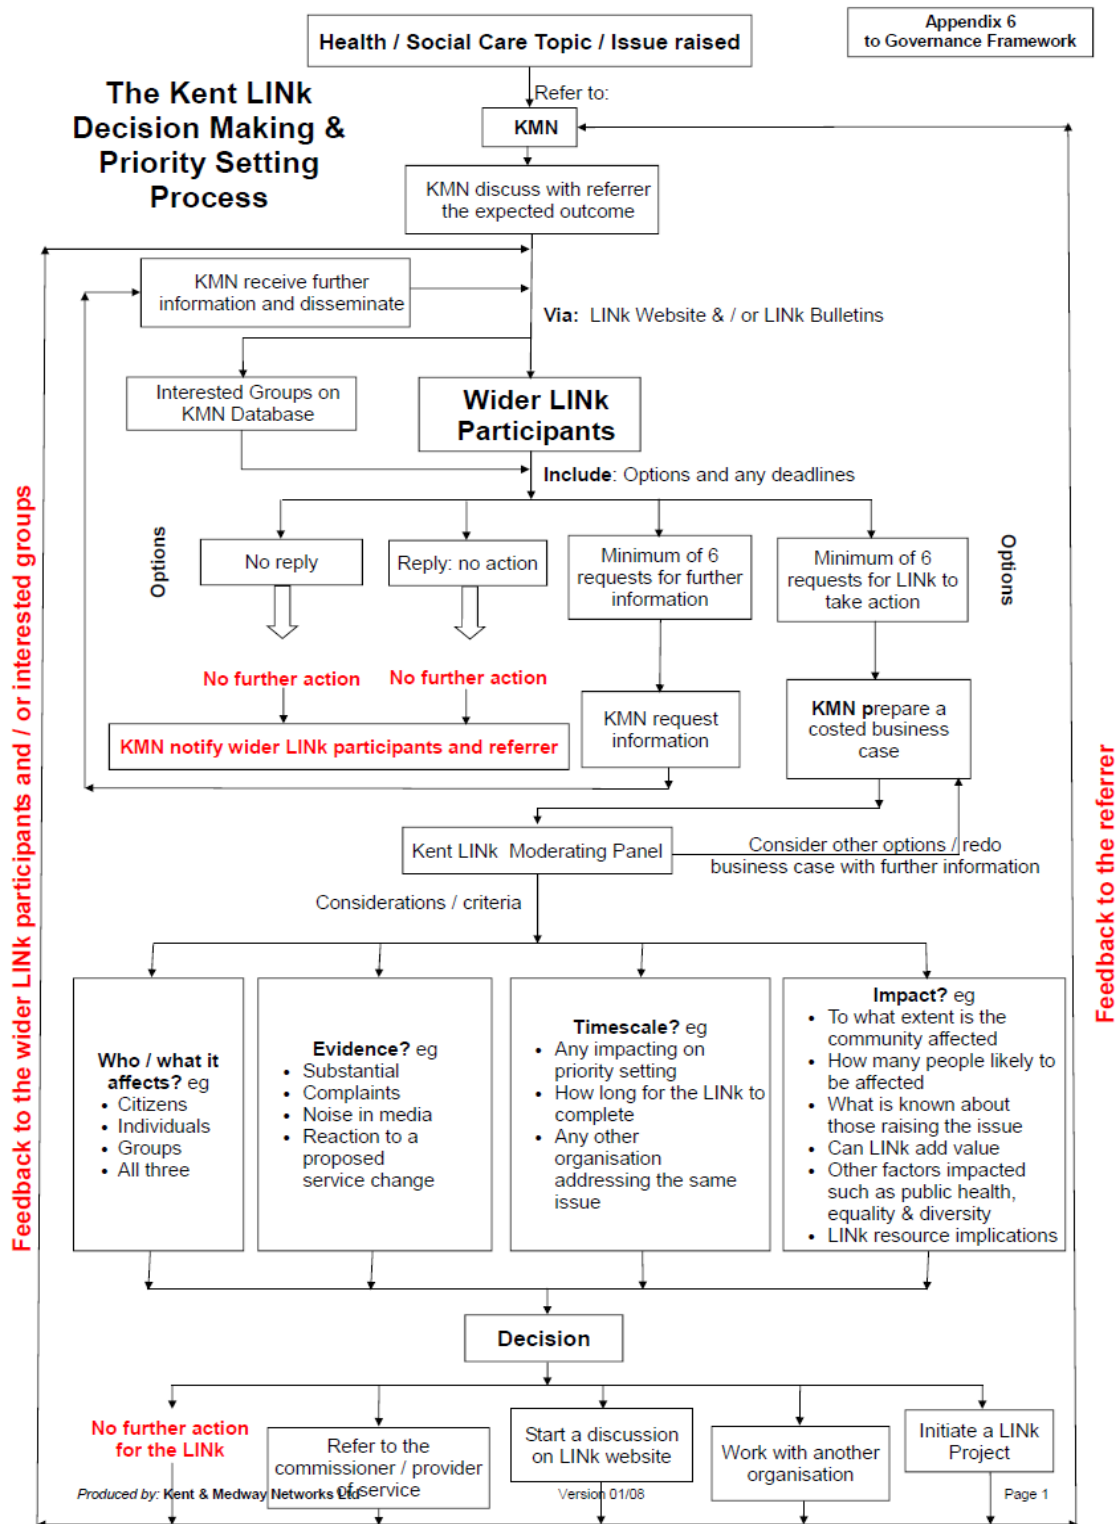 Appendix 6
to Governance Framework
Health / Social Care Topic / Issue raised
The Kent LINk
Decision Making &
Priority Setting
Process
Refer to:
KMN
KMN discuss with referrer
the expected outcome
KMN receive further
information and disseminate
Via: LINk Website & / or LINk Bulletins
Interested Groups on
KMN Database
Wider LINk
Participants
Include: Options and any deadlines
Options
No reply
Reply: no action
Minimum of 6
requests for further
information
Minimum of 6
requests for LINk to
take action
Options
No further action
No further action
KMN notify wider LINk participants and referrer
KMN request
information
KMN prepare a
costed business
case
Kent LINk Moderating Panel
Consider other options / redo
business case with further information
Considerations / criteria
Who / what it
affects? eg
• Citizens
• Individuals
• Groups
• All three
Evidence? eg
• Substantial
• Complaints
• Noise in media
• Reaction to a
proposed
service change
Timescale? eg
• Any impacting on
priority setting
• How long for the LINk to
complete
• Any other
organisation
addressing the same
issue
Impact? eg
• To what extent is the
community affected
• How many people likely to
be affected
• What is known about
those raising the issue
• Can LINk add value
• Other factors impacted
such as public health,
equality & diversity
• LINk resource implications
Feedback to the wider LINk participants and / or interested groups
Feedback to the referrer
Decision
No further action
for the LINk
Refer to the
commissioner / provider
of service
Start a discussion
on LINk website
Work with another
organisation
Initiate a LINk
Project
Produced by: Kent & Medway Networks Ltd
Version 01/08
Page 1